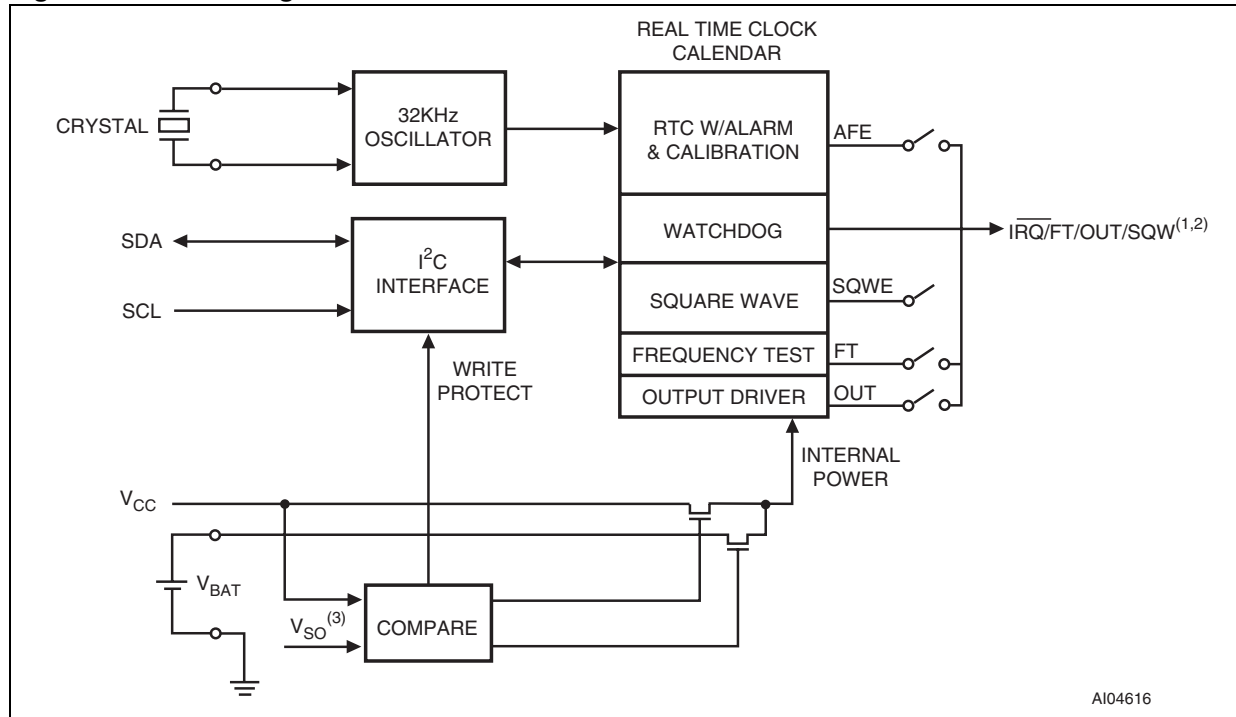 REAL TIME CLOCK
CALENDAR
CRYSTAL
32KHz
OSCILLATOR
RTC W/ALARM
& CALIBRATION
AFE
SDA
SCL
I²C
INTERFACE
WATCHDOG
IRQ/FT/OUT/SQW(1,2)
SQUARE WAVE
SQWE
FREQUENCY TEST
FT
OUTPUT DRIVER
OUT
WRITE
PROTECT
INTERNAL
POWER
VCC
VBAT
VSO(3)
COMPARE
AI04616